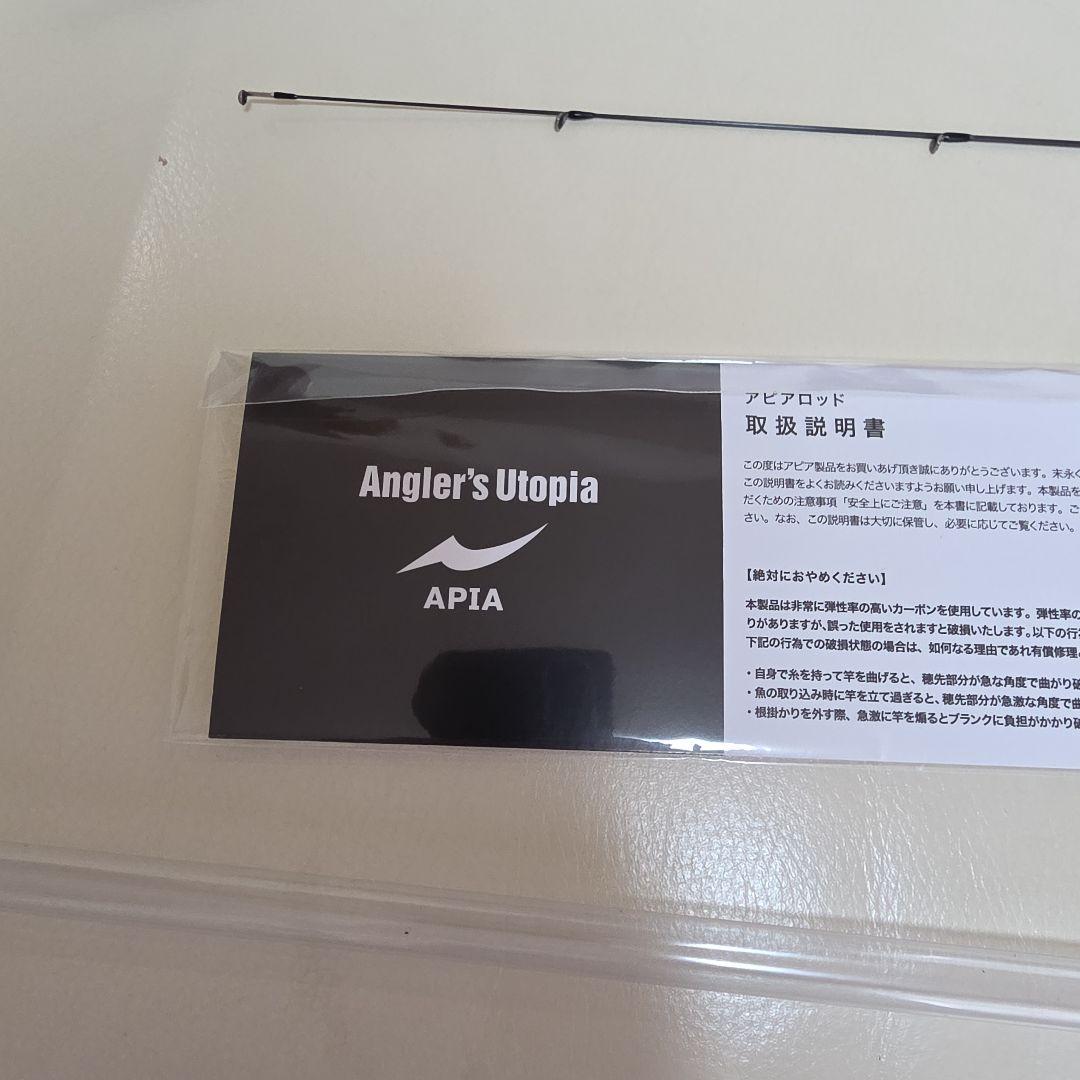 Angler's Utopia
APIA
アピアロッド
取扱説明書
この度はアピア製品をお買いあげ頂き誠にありがとうございます。末永く
この説明書をよくお読みくださいますようお願い申し上げます。本製品を
だくための注意事項「安全上にご注意」を本書に記載しております。ご
さい。なお、この説明書は大切に保管し、必要に応じてご覧ください。
【絶対におやめください】
本製品は非常に弾性率の高いカーボンを使用しています。弾性率の
りがありますが、誤った使用をされますと破損いたします。以下の行
下記の行為での破損状態の場合は、如何なる理由であれ有償修理
・自身で糸を持って竿を曲げると、穂先部分が急な角度で曲がり破
・魚の取り込み時に竿を立て過ぎると、穂先部分が急激な角度で曲
・根掛かりを外す際、急激に竿を煽るとブランクに負担がかかり破